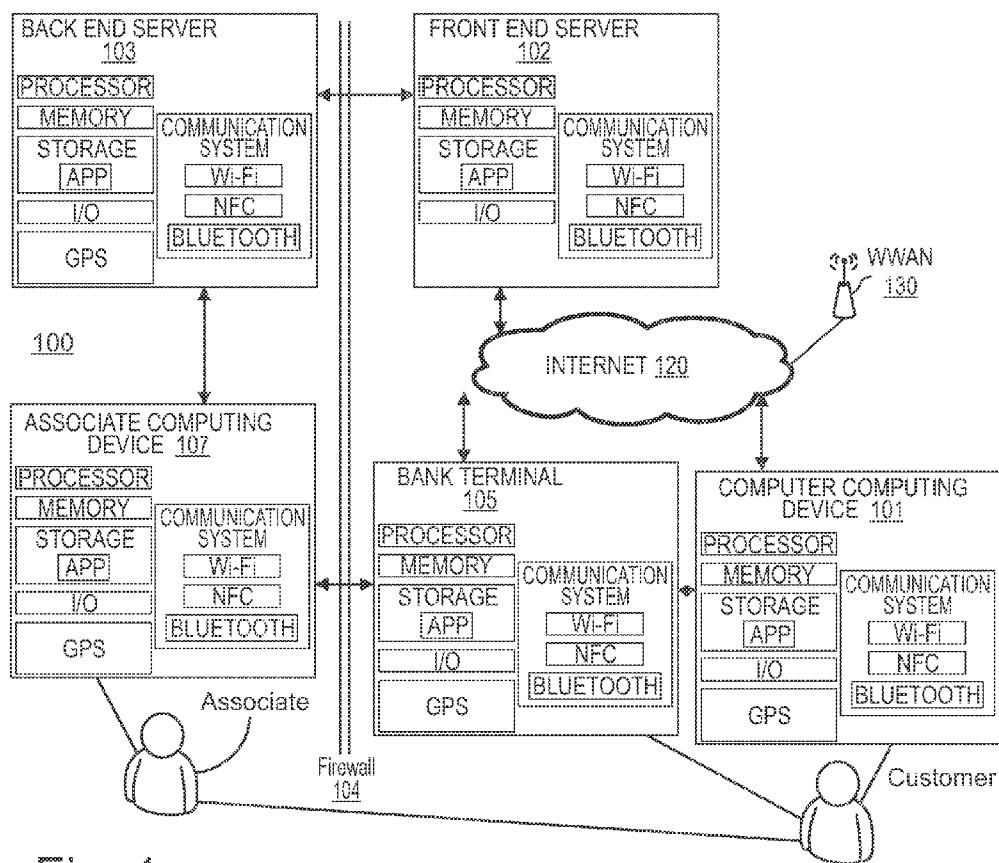 BACK END SERVER
103
PROCESSOR
MEMORY
STORAGE
APP
I/O
GPS
COMMUNICATION
SYSTEM
Wi-Fi
NFC
BLUETOOTH
FRONT END SERVER
102
PROCESSOR
MEMORY
STORAGE
APP
I/O
COMMUNICATION
SYSTEM
Wi-Fi
NFC
BLUETOOTH
WWAN
130
100
INTERNET 120
ASSOCIATE COMPUTING
DEVICE 107
PROCESSOR
MEMORY
STORAGE
APP
I/O
GPS
COMMUNICATION
SYSTEM
Wi-Fi
NFC
BLUETOOTH
BANK TERMINAL
105
PROCESSOR
MEMORY
STORAGE
APP
I/O
GPS
COMMUNICATION
SYSTEM
Wi-Fi
NFC
BLUETOOTH
COMPUTER COMPUTING
DEVICE 101
PROCESSOR
MEMORY
STORAGE
APP
I/O
GPS
COMMUNICATION
SYSTEM
Wi-Fi
NFC
BLUETOOTH
Associate
Firewall
104
Customer